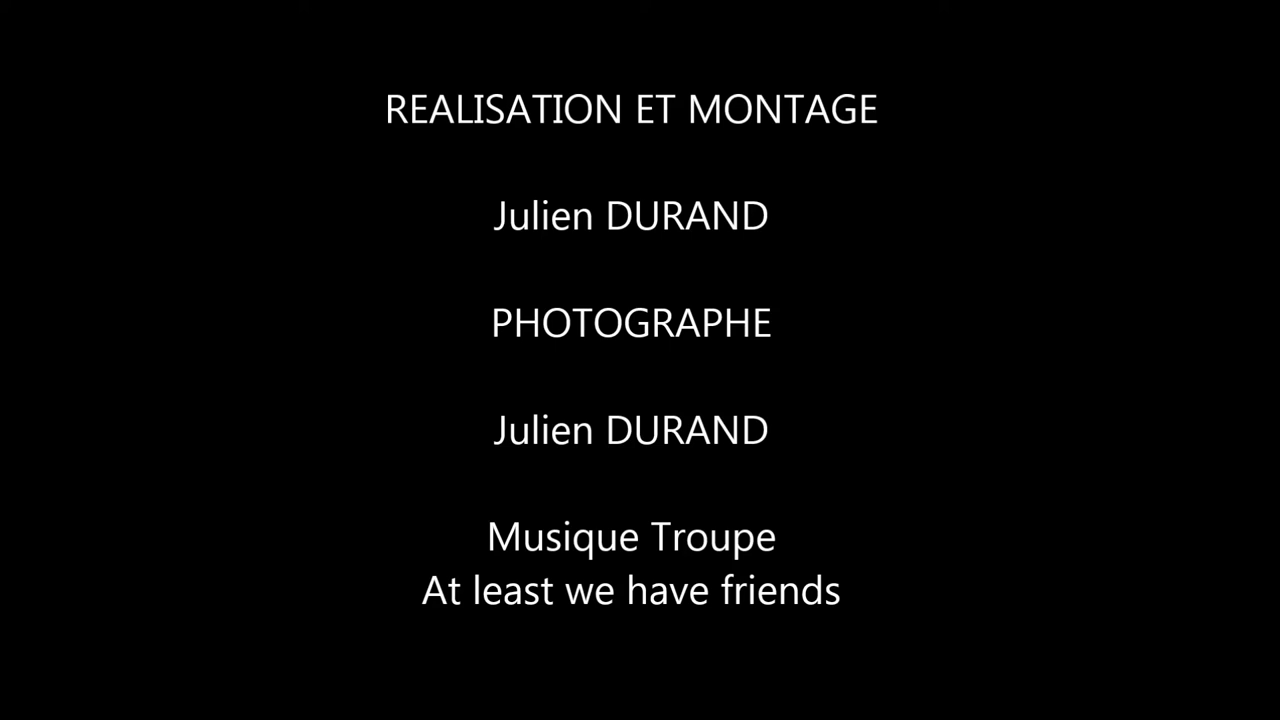 REALISATION ET MONTAGE
Julien DURAND
PHOTOGRAPHE
Julien DURAND
Musique Troupe
At least we have friends